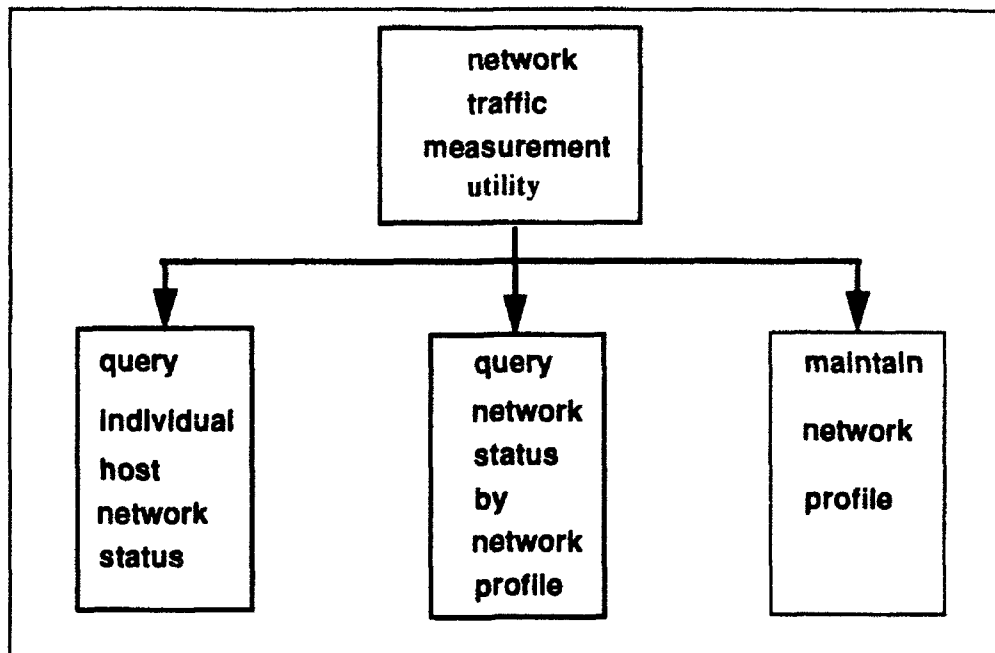 network
traffic
measurement
utility
query
individual
host
network
status
query
network
status
by
network
profile
maintain
network
profile